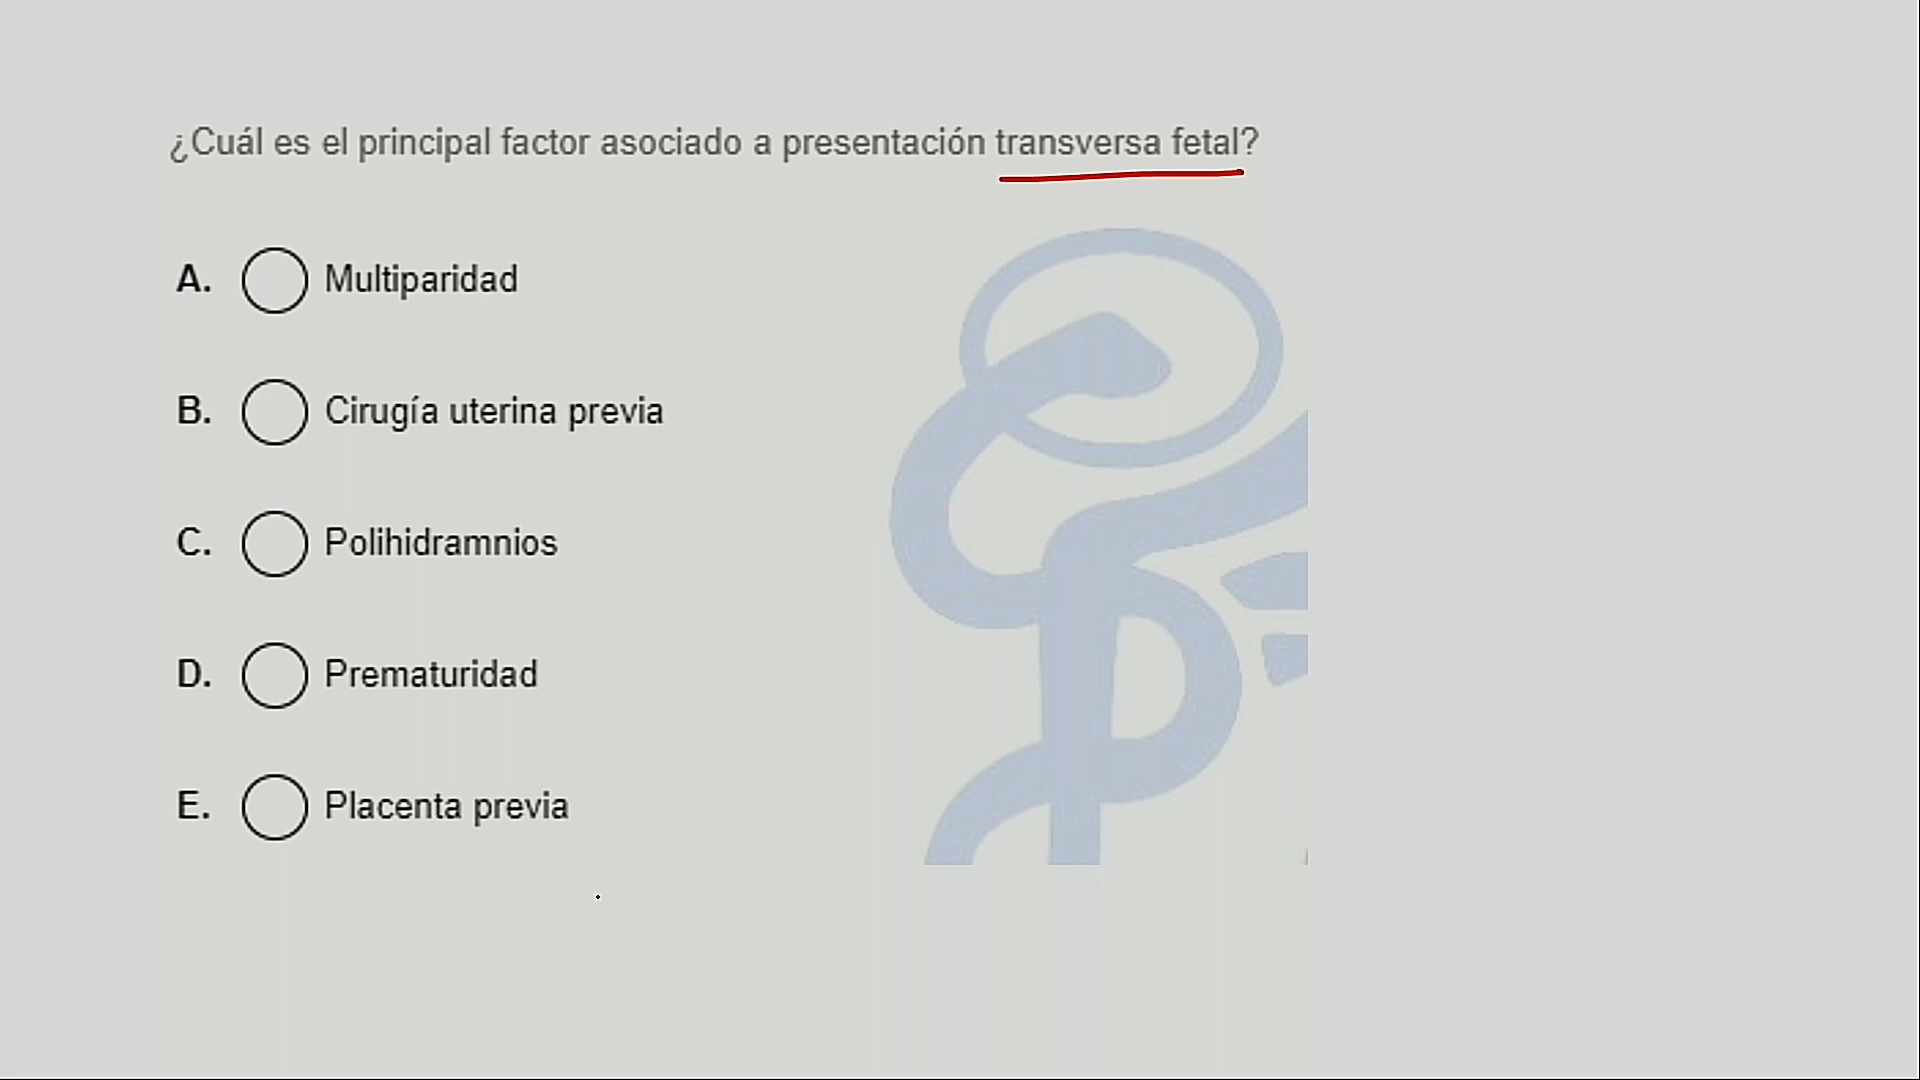 ¿Cuál es el principal factor asociado a presentación transversa fetal?
A. Multiparidad
B. Cirugía uterina previa
C. Polihidramnios
D. Prematuridad
E. Placenta previa